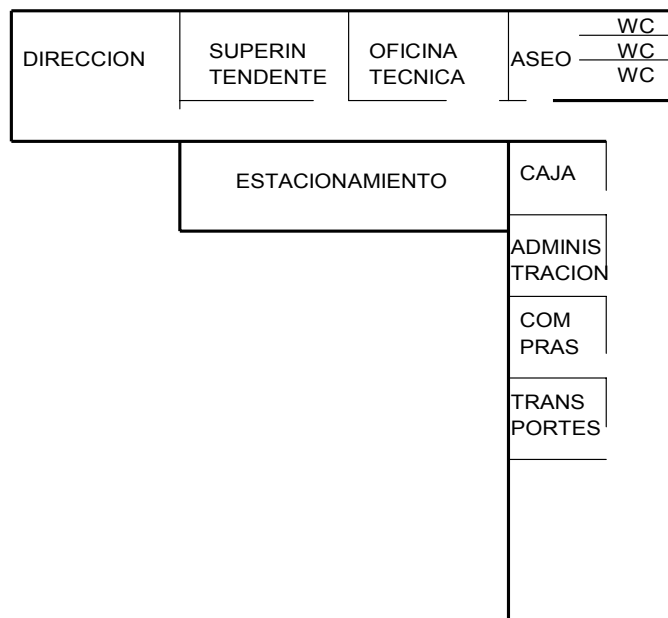 DIRECCION
SUPERIN
TENDENTE
OFICINA
TECNICA
ASEO
WC
WC
WC
ESTACIONAMIENTO
CAJA
ADMINIS
TRACION
COM
PRAS
TRANS
PORTES